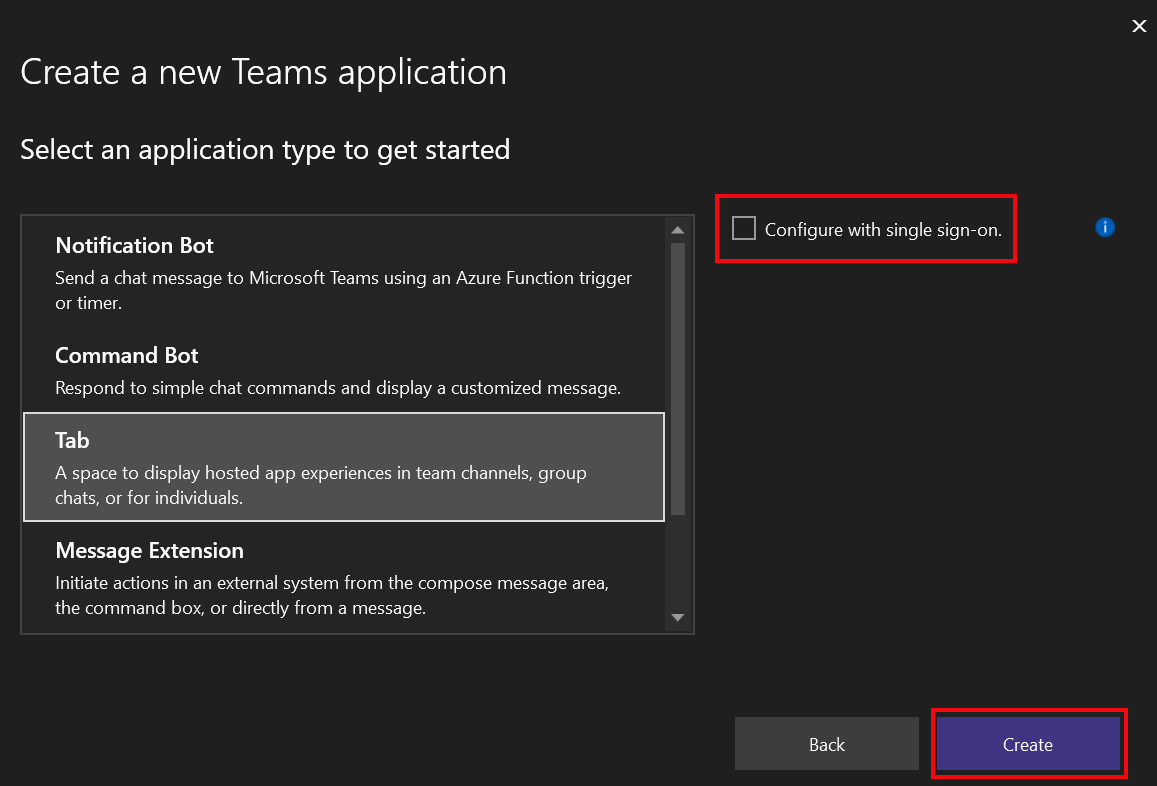 Create a new Teams application
Select an application type to get started
Notification Bot
Send a chat message to Microsoft Teams using an Azure Function trigger
or timer.
Command Bot
Respond to simple chat commands and display a customized message.
Tab
A space to display hosted app experiences in team channels, group
chats, or for individuals.
Message Extension
Initiate actions in an external system from the compose message area,
the command box, or directly from a message.
Configure with single sign-on.
Back
Create